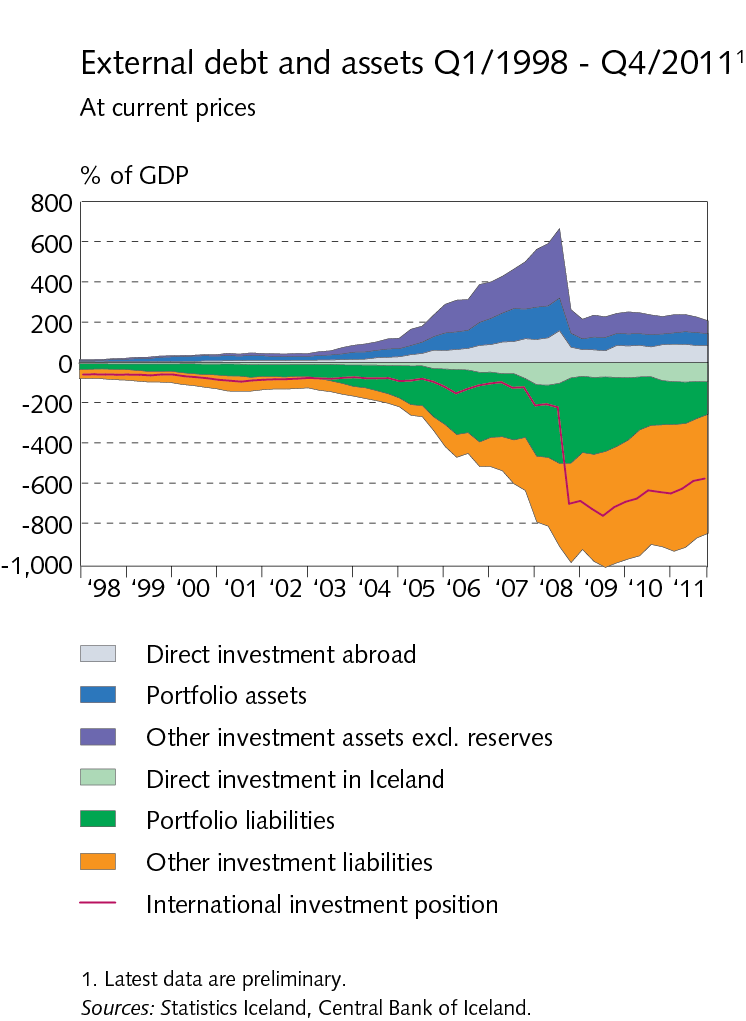 External debt and assets Q1/1998 - Q4/2011¹
At current prices
% of GDP
800
600
400
200
0
-200
-400
-600
-800
-1,000
‘98 ‘99 ‘00 ‘01 ‘02 ‘03 ‘04 ‘05 ‘06 ‘07 ‘08 ‘09 ‘10 ‘11
Direct investment abroad
Portfolio assets
Other investment assets excl. reserves
Direct investment in Iceland
Portfolio liabilities
Other investment liabilities
International investment position
1. Latest data are preliminary.
Sources: Statistics Iceland, Central Bank of Iceland.